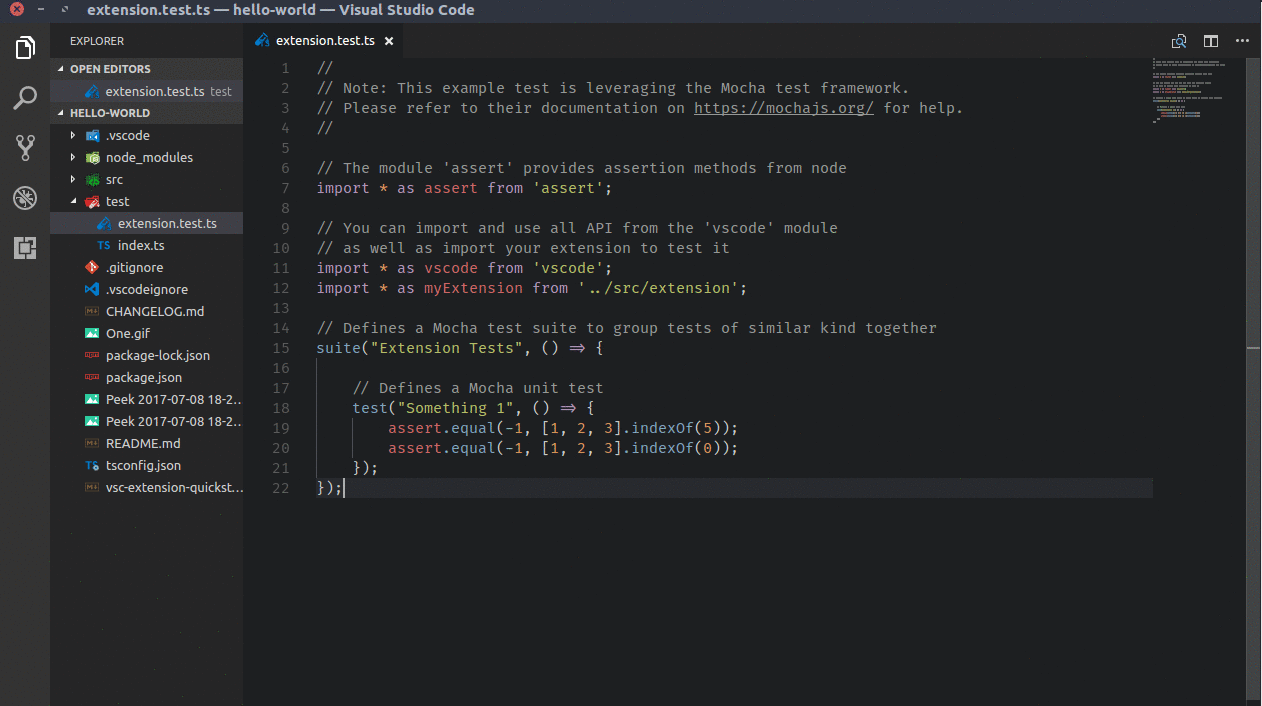 extension.test.ts — hello-world — Visual Studio Code
EXPLORER
OPEN EDITORS
extension.test.ts test
HELLO-WORLD
.vscode
node_modules
src
test
extension.test.ts
TS index.ts
.gitignore
.vscodeignore
CHANGELOG.md
One.gif
package-lock.json
package.json
Peek 2017-07-08 18-2...
Peek 2017-07-08 18-2...
README.md
TS tsconfig.json
vsc-extension-quickst...
extension.test.ts
1 //
2 // Note: This example test is leveraging the Mocha test framework.
3 // Please refer to their documentation on https://mochajs.org/ for help.
4 //
5
6 // The module 'assert' provides assertion methods from node
7 import * as assert from 'assert';
8
9 // You can import and use all API from the 'vscode' module
10 // as well as import your extension to test it
11 import * as vscode from 'vscode';
12 import * as myExtension from '../src/extension';
13
14 // Defines a Mocha test suite to group tests of similar kind together
15 suite("Extension Tests", () => {
16
17 // Defines a Mocha unit test
18 test("Something 1", () => {
19 assert.equal(-1, [1, 2, 3].indexOf(5));
20 assert.equal(-1, [1, 2, 3].indexOf(0));
21 });
22 });